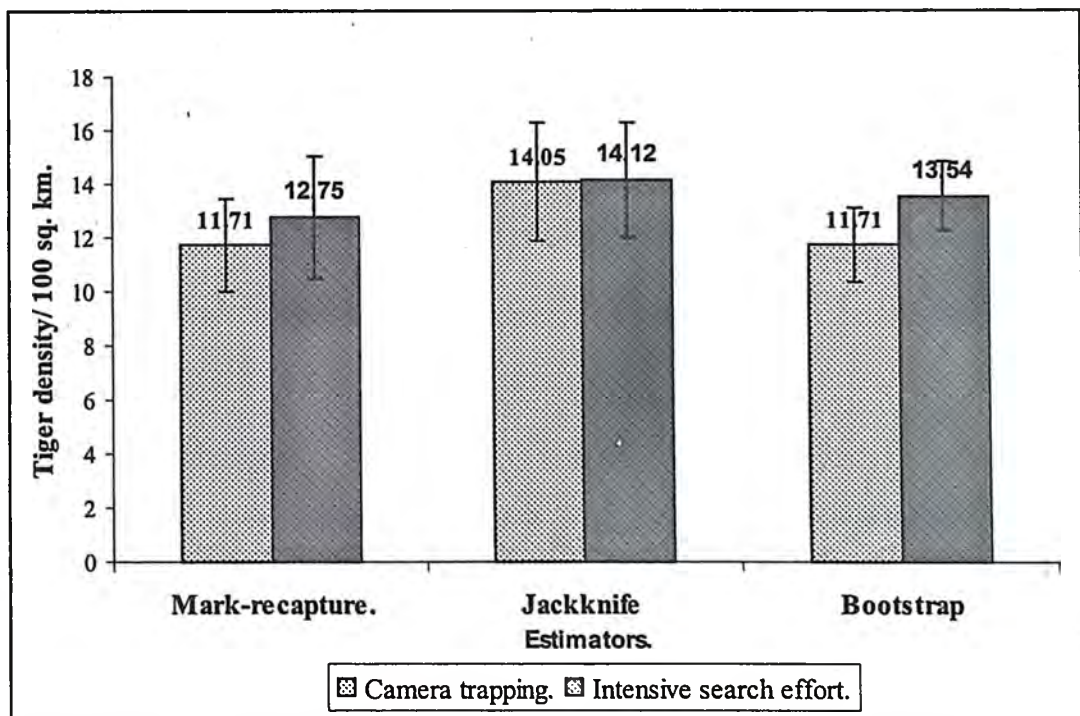 Tiger density/ 100 sq. km.
18
16
14
12
10
8
6
4
2
0
11.71
12.75
14.05
14.12
11.71
13.54
Mark-recapture.
Jackknife
Bootstrap
Estimators.
Camera trapping.
Intensive search effort.